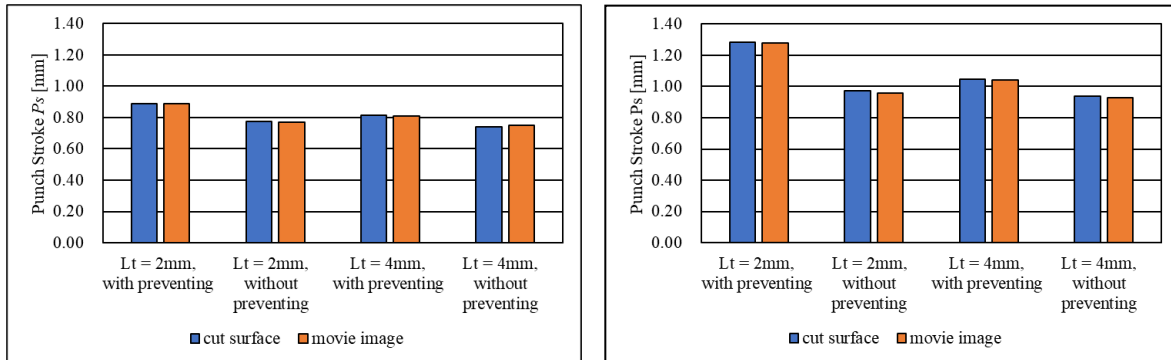 1.40
1.20
1.00
0.80
0.60
0.40
0.20
0.00
Punch Stroke Ps [mm]
Lt = 2mm,
with preventing
Lt = 2mm,
without
preventing
Lt = 4mm,
with preventing
Lt = 4mm,
without
preventing
cut surface
movie image
1.40
1.20
1.00
0.80
0.60
0.40
0.20
0.00
Punch Stroke Ps [mm]
Lt = 2mm,
with preventing
Lt = 2mm,
without
preventing
Lt = 4mm,
with preventing
Lt = 4mm
without
preventing
cut surface
movie image